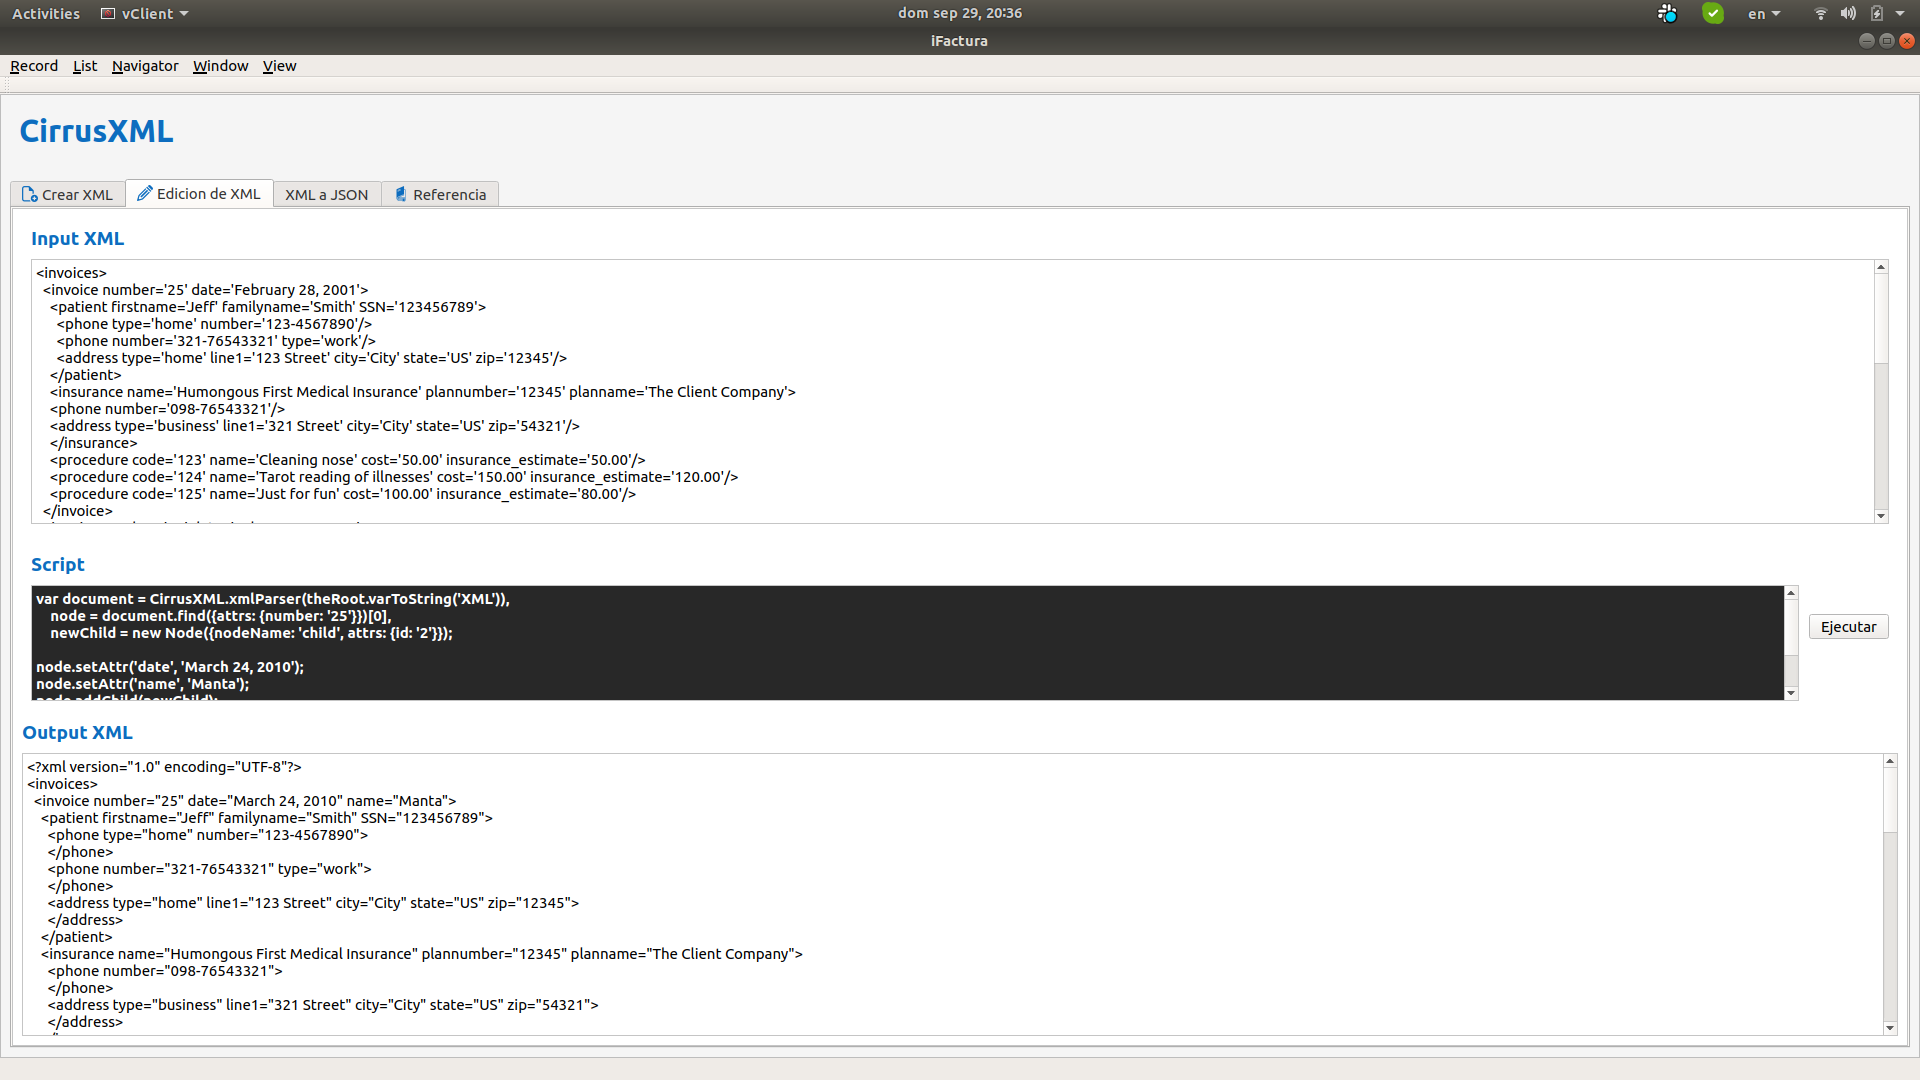 Activities vClient dom sep 29, 20:36 en
iFactura
Record List Navigator Window View
CirrusXML
Crear XML Edicion de XML XML a JSON Referencia
Input XML
<invoices>
<invoice number='25' date='February 28, 2001'>
<patient firstname='Jeff' familyname='Smith' SSN='123456789'>
<phone type='home' number='123-4567890'/>
<phone number='321-76543321' type='work'/>
<address type='home' line1='123 Street' city='City' state='US' zip='12345'/>
</patient>
<insurance name='Humongous First Medical Insurance' plannumber='12345' planname='The Client Company'>
<phone number='098-76543321'/>
<address type='business' line1='321 Street' city='City' state='US' zip='54321'/>
</insurance>
<procedure code='123' name='Cleaning nose' cost='50.00' insurance_estimate='50.00'/>
<procedure code='124' name='Tarot reading of illnesses' cost='150.00' insurance_estimate='120.00'/>
<procedure code='125' name='Just for fun' cost='100.00' insurance_estimate='80.00'/>
</invoice>
Script
var document = CirrusXML.xmlParser(theRoot.varToString('XML')),
node = document.find({attrs: {number: '25'}})[0],
newChild = new Node({nodeName: 'child', attrs: {id: '2'}});
node.setAttr('date', 'March 24, 2010');
node.setAttr('name', 'Manta');
node.addChild(newChild);
Ejecutar
Output XML
<?xml version="1.0" encoding="UTF-8"?>
<invoices>
<invoice number="25" date="March 24, 2010" name="Manta">
<patient firstname="Jeff" familyname="Smith" SSN="123456789">
<phone type="home" number="123-4567890">
</phone>
<phone number="321-76543321" type="work">
</phone>
<address type="home" line1="123 Street" city="City" state="US" zip="12345">
</address>
</patient>
<insurance name="Humongous First Medical Insurance" plannumber="12345" planname="The Client Company">
<phone number="098-76543321">
</phone>
<address type="business" line1="321 Street" city="City" state="US" zip="54321">
</address>